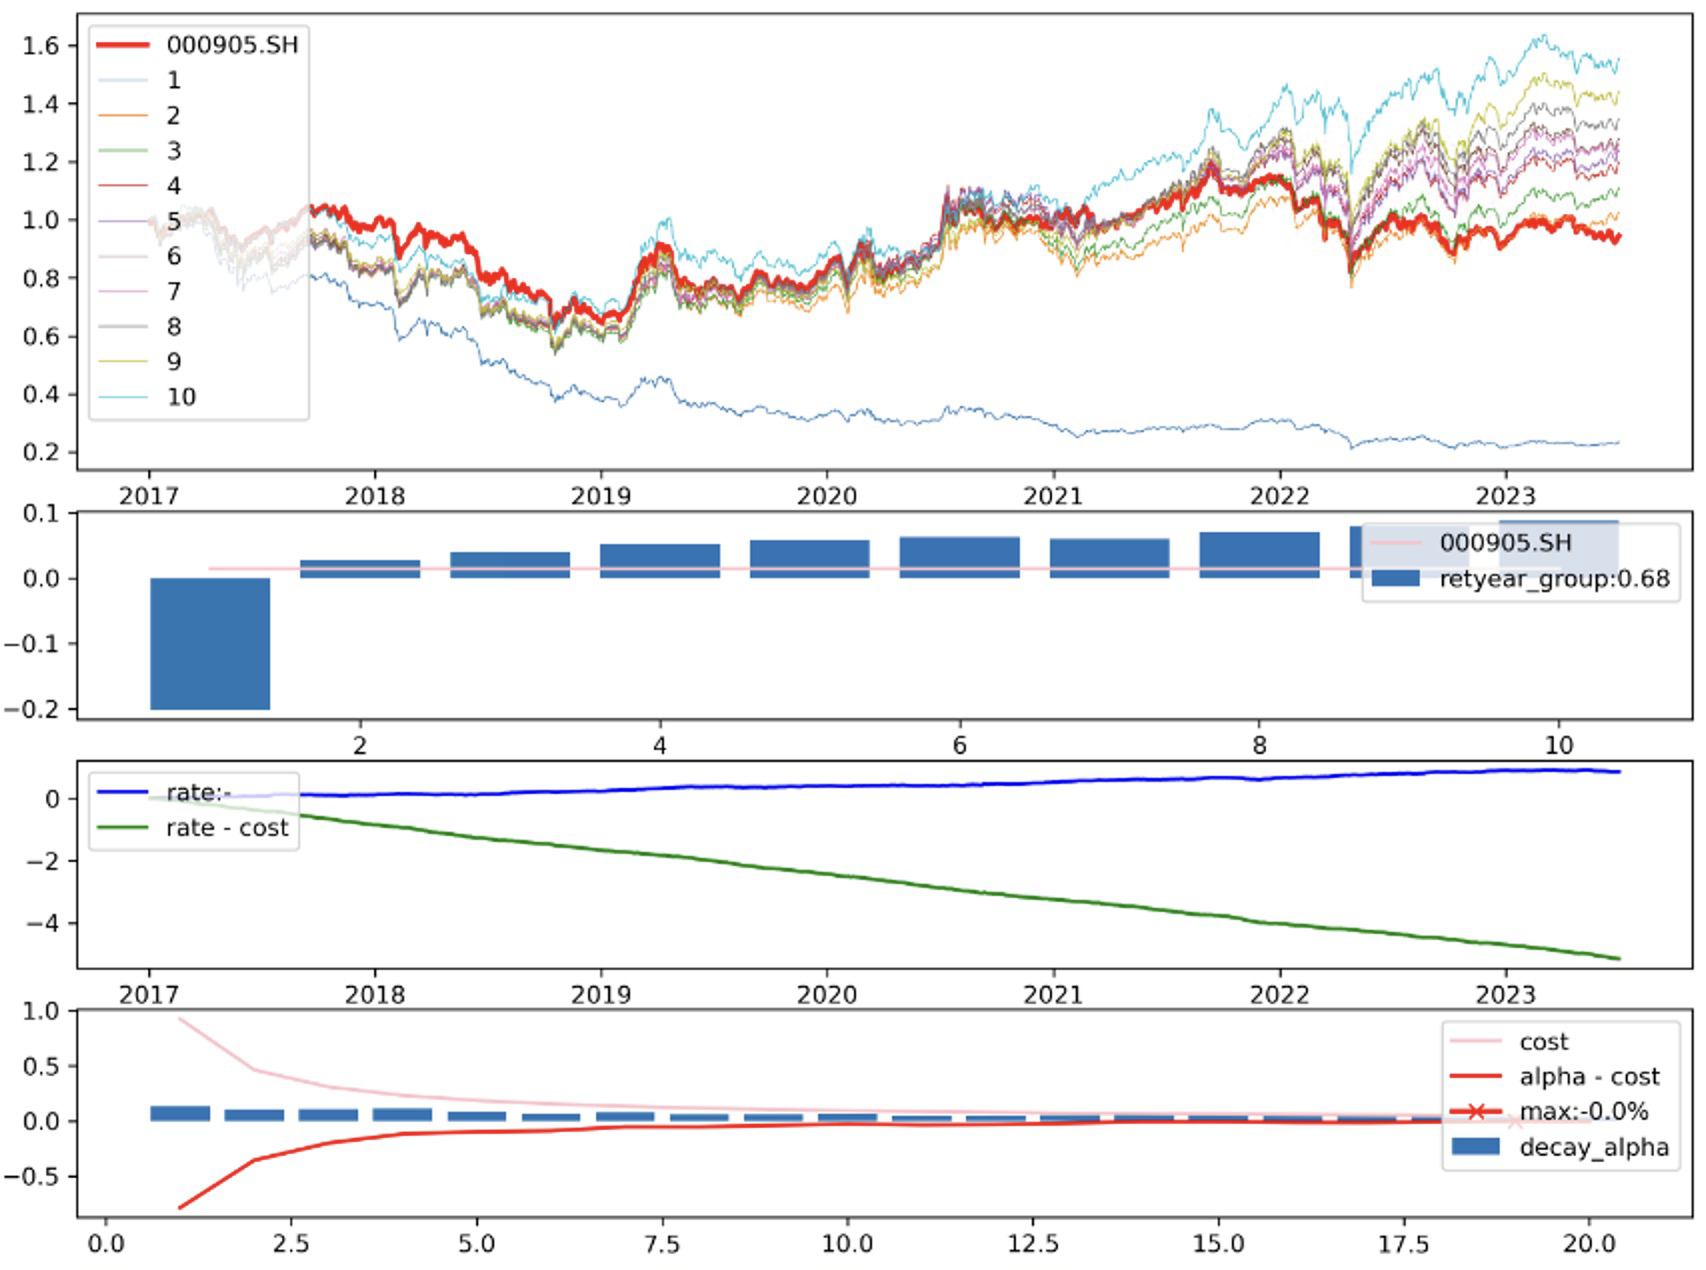 1.6
1.4
1.2
1.0
0.8
0.6
0.4
0.2
000905.SH
1
2
3
4
5
6
7
8
9
10
2017 2018 2019 2020 2021 2022 2023
0.1
0.0
−0.1
−0.2
000905.SH
retyear_group:0.68
2 4 6 8 10
0
−2
−4
rate:-
rate - cost
2017 2018 2019 2020 2021 2022 2023
1.0
0.5
0.0
−0.5
cost
alpha - cost
max:-0.0%
decay_alpha
0.0 2.5 5.0 7.5 10.0 12.5 15.0 17.5 20.0